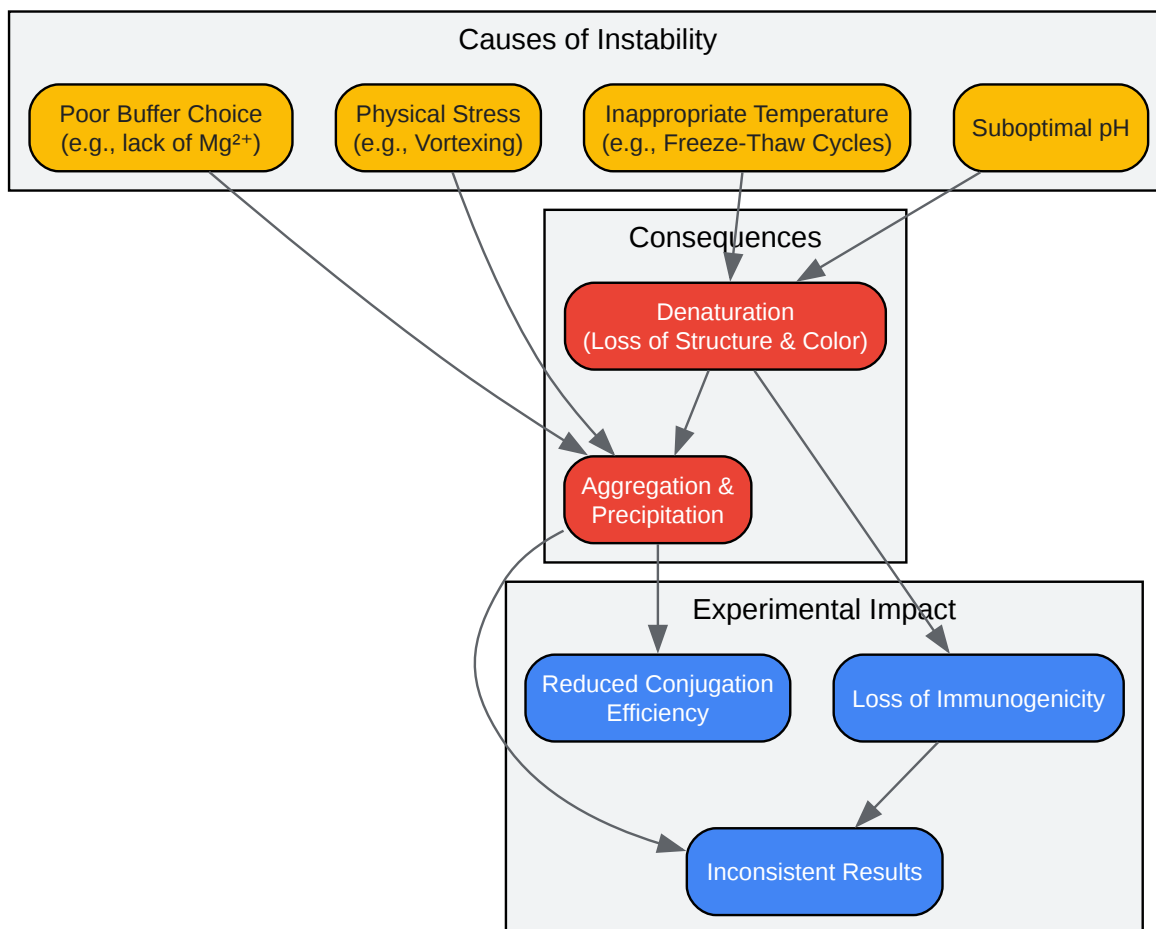 Causes of Instability
Poor Buffer Choice
(e.g., lack of Mg²⁺)
Physical Stress
(e.g., Vortexing)
Inappropriate Temperature
(e.g., Freeze-Thaw Cycles)
Suboptimal pH
Consequences
Denaturation
(Loss of Structure & Color)
Aggregation &
Precipitation
Experimental Impact
Reduced Conjugation
Efficiency
Loss of Immunogenicity
Inconsistent Results